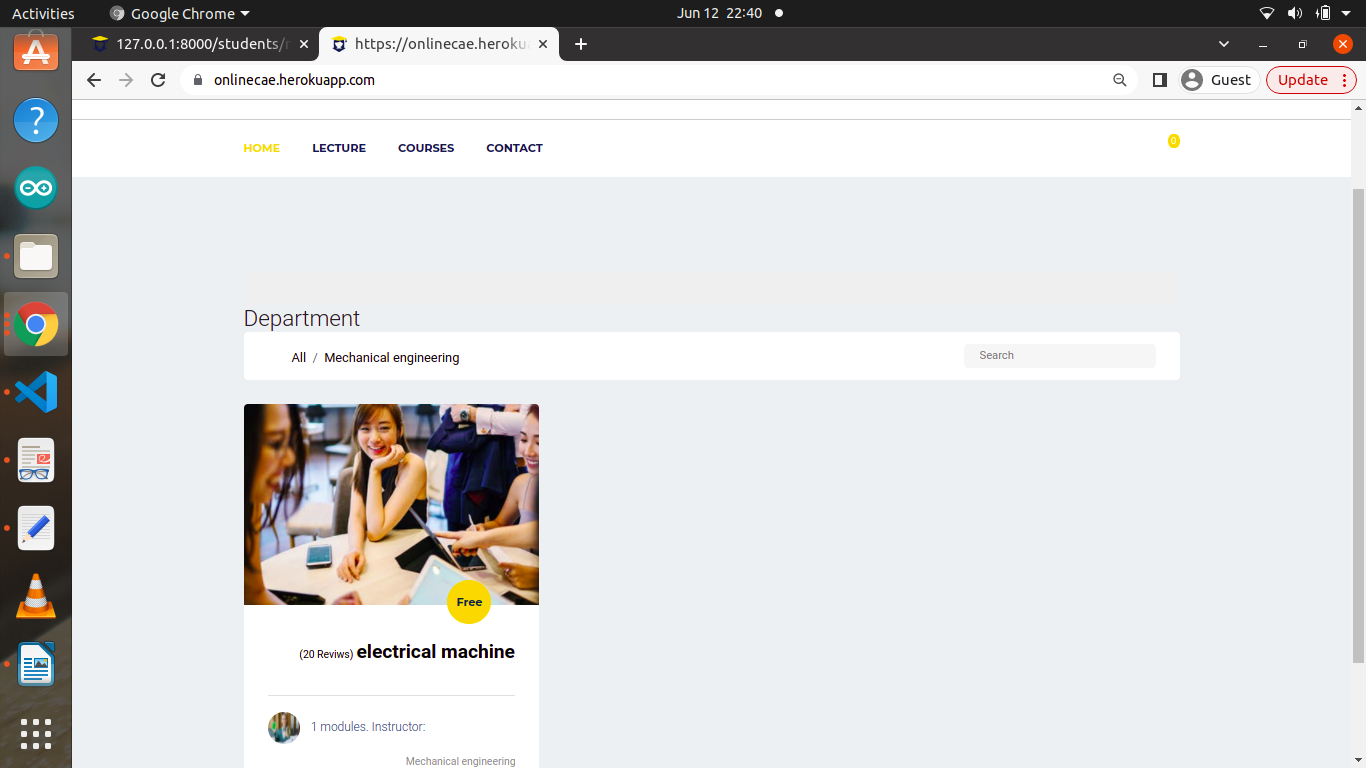 Activities Google Chrome Jun 12 22:40
127.0.0.1:8000/students/ https://onlinecae.heroku
onlinecae.herokuapp.com Guest Update
HOME LECTURE COURSES CONTACT 0
Department
All / Mechanical engineering Search
Free
(20 Reviws) electrical machine
1 modules. Instructor:
Mechanical engineering